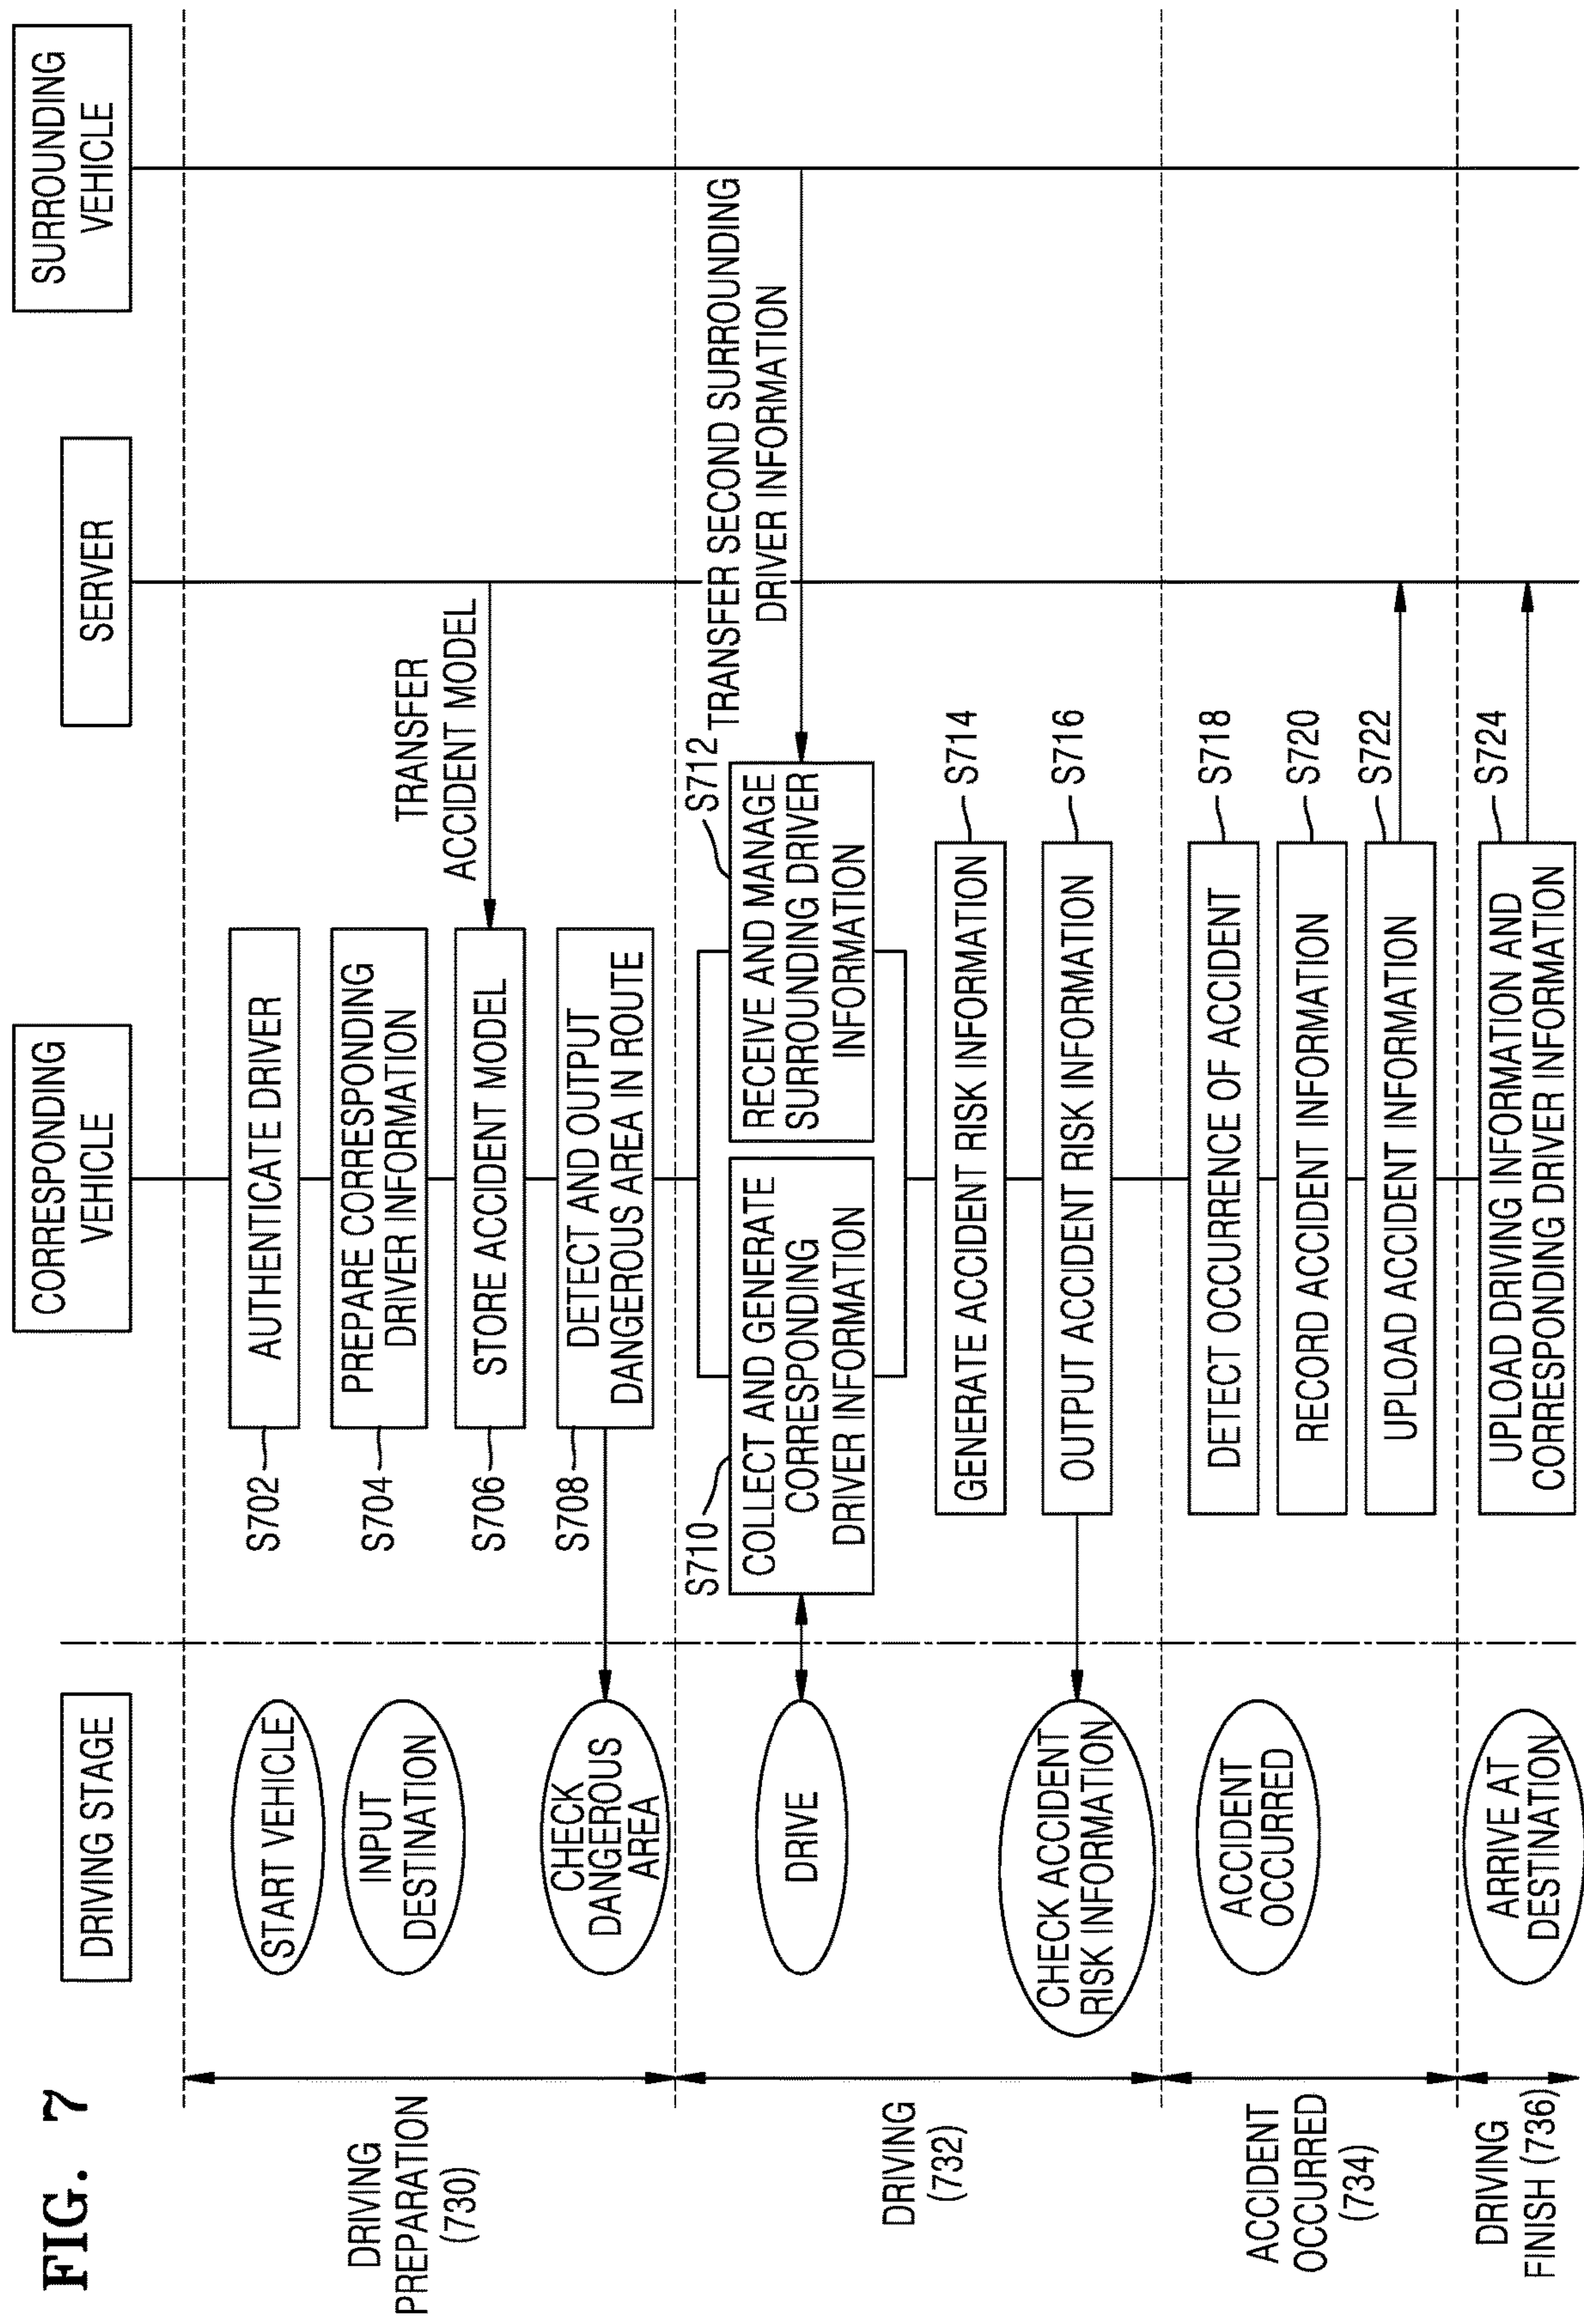 FIG. 7
DRIVING STAGE
CORRESPONDING
VEHICLE
SERVER
SURROUNDING
VEHICLE
DRIVING
PREPARATION
(730)
START VEHICLE
S702
AUTHENTICATE DRIVER
INPUT
DESTINATION
S704
PREPARE CORRESPONDING
DRIVER INFORMATION
TRANSFER
ACCIDENT MODEL
S706
STORE ACCIDENT MODEL
CHECK
DANGEROUS
AREA
S708
DETECT AND OUTPUT
DANGEROUS AREA IN ROUTE
DRIVING
(732)
DRIVE
S710
COLLECT AND GENERATE
CORRESPONDING
DRIVER INFORMATION
S712
RECEIVE AND MANAGE
SURROUNDING DRIVER
INFORMATION
TRANSFER SECOND SURROUNDING
DRIVER INFORMATION
GENERATE ACCIDENT RISK INFORMATION
S714
CHECK ACCIDENT
RISK INFORMATION
OUTPUT ACCIDENT RISK INFORMATION
S716
ACCIDENT
OCCURRED
(734)
ACCIDENT
OCCURRED
DETECT OCCURRENCE OF ACCIDENT
S718
RECORD ACCIDENT INFORMATION
S720
UPLOAD ACCIDENT INFORMATION
S722
DRIVING
FINISH (736)
ARRIVE AT
DESTINATION
UPLOAD DRIVING INFORMATION AND
CORRESPONDING DRIVER INFORMATION
S724